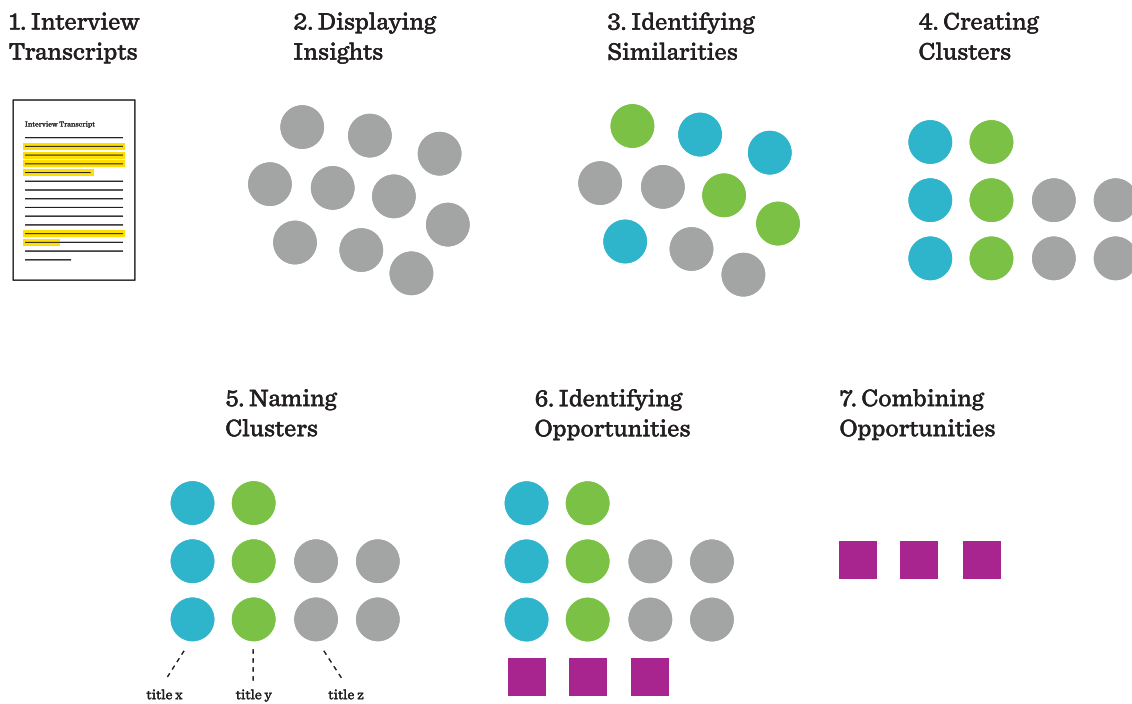 1. Interview
Transcripts
2. Displaying
Insights
3. Identifying
Similarities
4. Creating
Clusters
Interview Transcript
5. Naming
Clusters
6. Identifying
Opportunities
7. Combining
Opportunities
title x
title y
title z